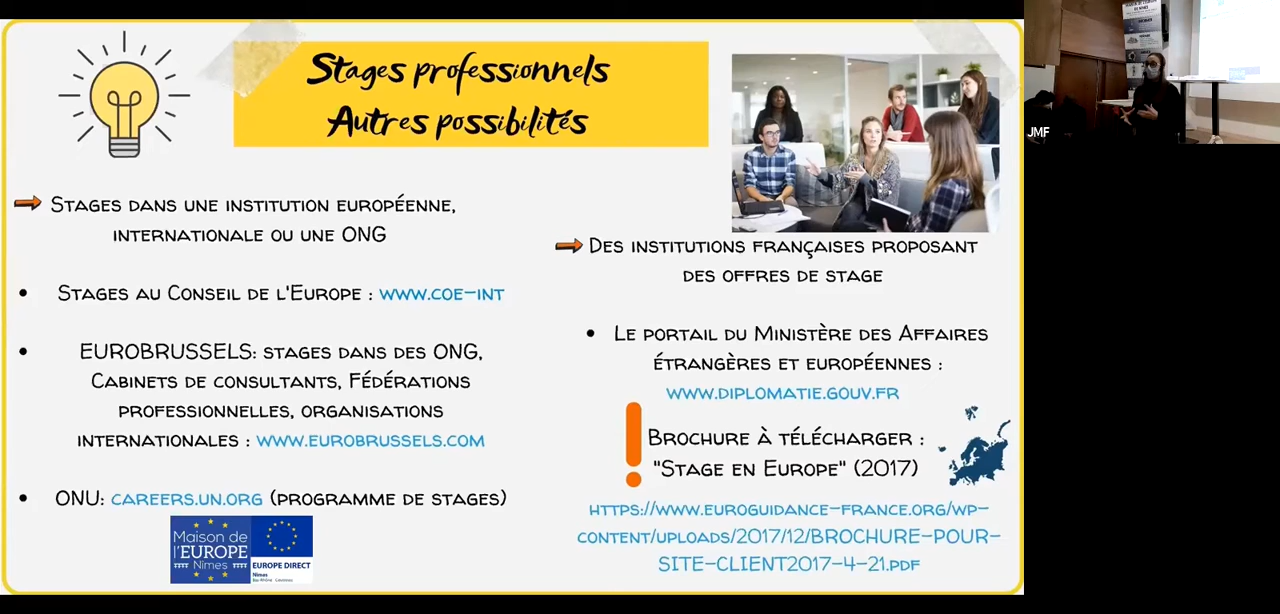 Stages professionnels
Autres possibilités
Stages dans une institution européenne,
internationale ou une ONG
• Stages au Conseil de l'Europe : www.coe-int
• EUROBRUSSELS: stages dans des ONG,
Cabinets de consultants, Fédérations
professionnelles, organisations
internationales : www.eurobrussels.com
• ONU: careers.un.org (programme de stages)
Maison de
l'EUROPE
Nîmes
EUROPE DIRECT
Nîmes
Des institutions françaises proposant
des offres de stage
• Le portail du Ministère des Affaires
étrangères et européennes :
www.diplomatie.gouv.fr
Brochure à télécharger :
"Stage en Europe" (2017)
https://www.euroguidance-france.org/wp-
content/uploads/2017/12/BROCHURE-POUR-
SITE-CLIENT2017-4-21.pdf
JMF